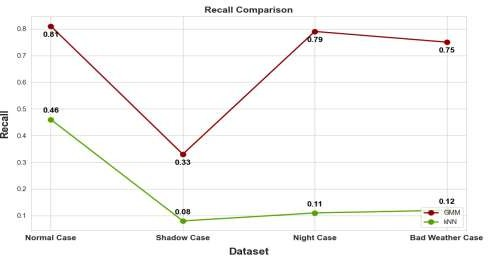 Recall Comparison
0.8
0.7
0.6
0.5
0.4
0.3
0.2
0.1
Recall
0.81
0.33
0.79
0.75
0.46
0.08
0.11
0.12
GMM
kNN
Normal Case
Shadow Case
Night Case
Bad Weather Case
Dataset